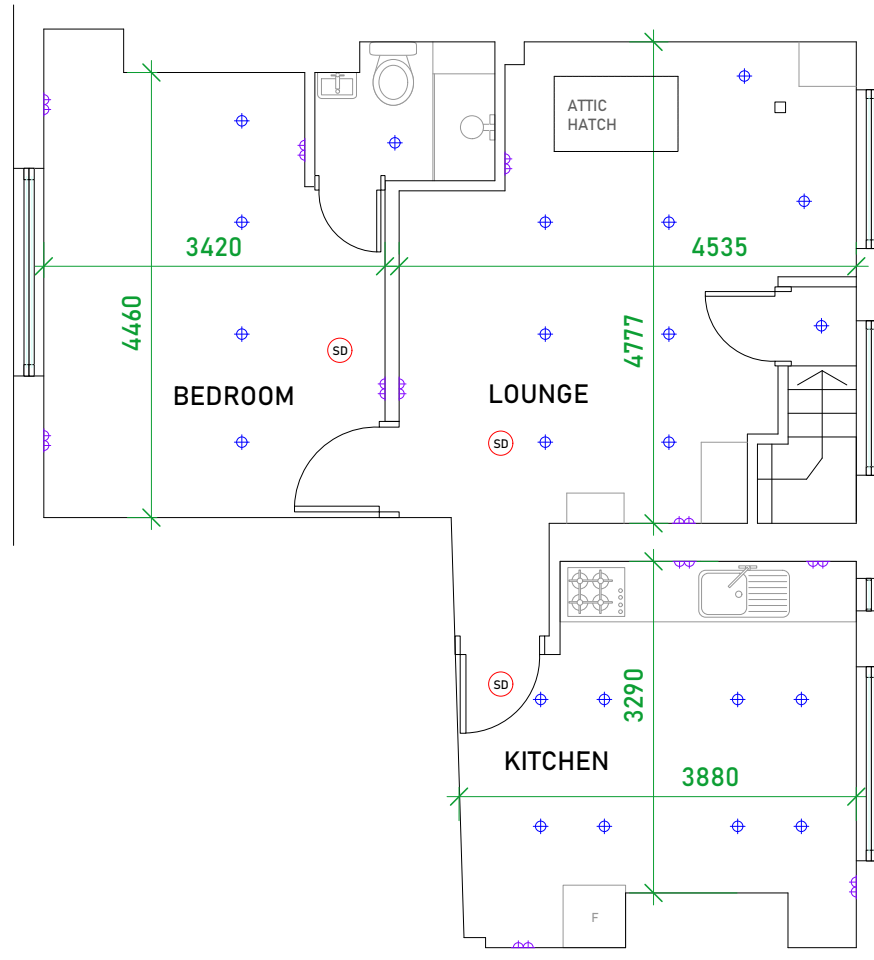 ATTIC
HATCH
3420
4535
4460
4777
SD
BEDROOM
LOUNGE
SD
SD
3290
KITCHEN
3880
F